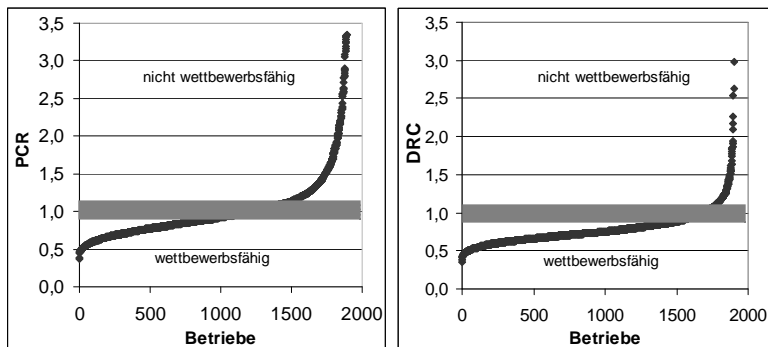 3,5
3,0
2,5
2,0
1,5
1,0
0,5
0,0
PCR
nicht wettbewerbsfähig
wettbewerbsfähig
0 500 1000 1500 2000
Betriebe
3,5
3,0
2,5
2,0
1,5
1,0
0,5
0,0
DRC
nicht wettbewerbsfähig
wettbewerbsfähig
0 500 1000 1500 2000
Betriebe